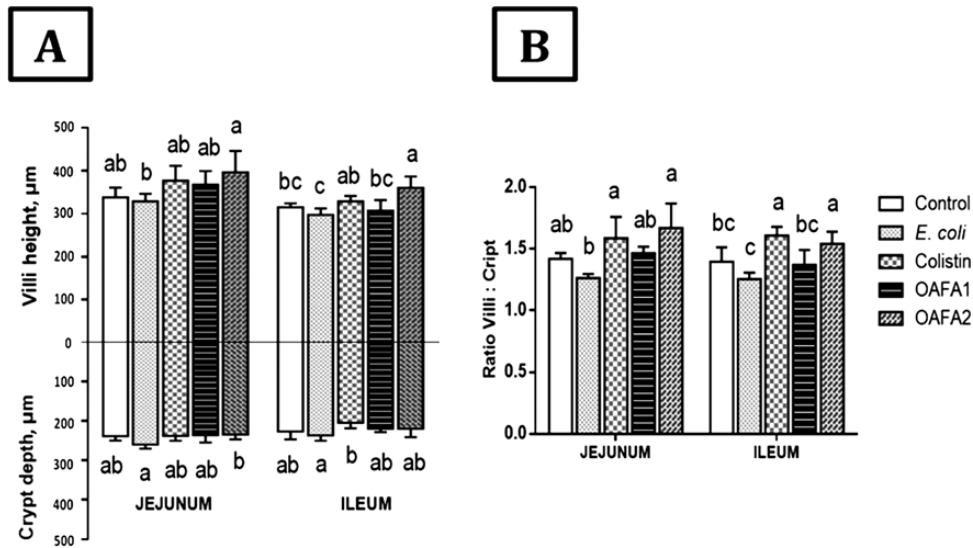 A
Villi height, µm
500
400
300
200
100
0
100
200
300
400
500
Crypt depth, µm
ab
b
ab
ab
a
bc
c
ab
bc
a
ab
a
ab
ab
b
ab
a
b
ab
ab
JEJUNUM
ILEUM
B
Ratio Villi : Cript
2.0
1.5
1.0
0.5
0.0
ab
b
a
ab
a
bc
c
a
bc
a
JEJUNUM
ILEUM
Control
E. coli
Colistin
OAFA1
OAFA2